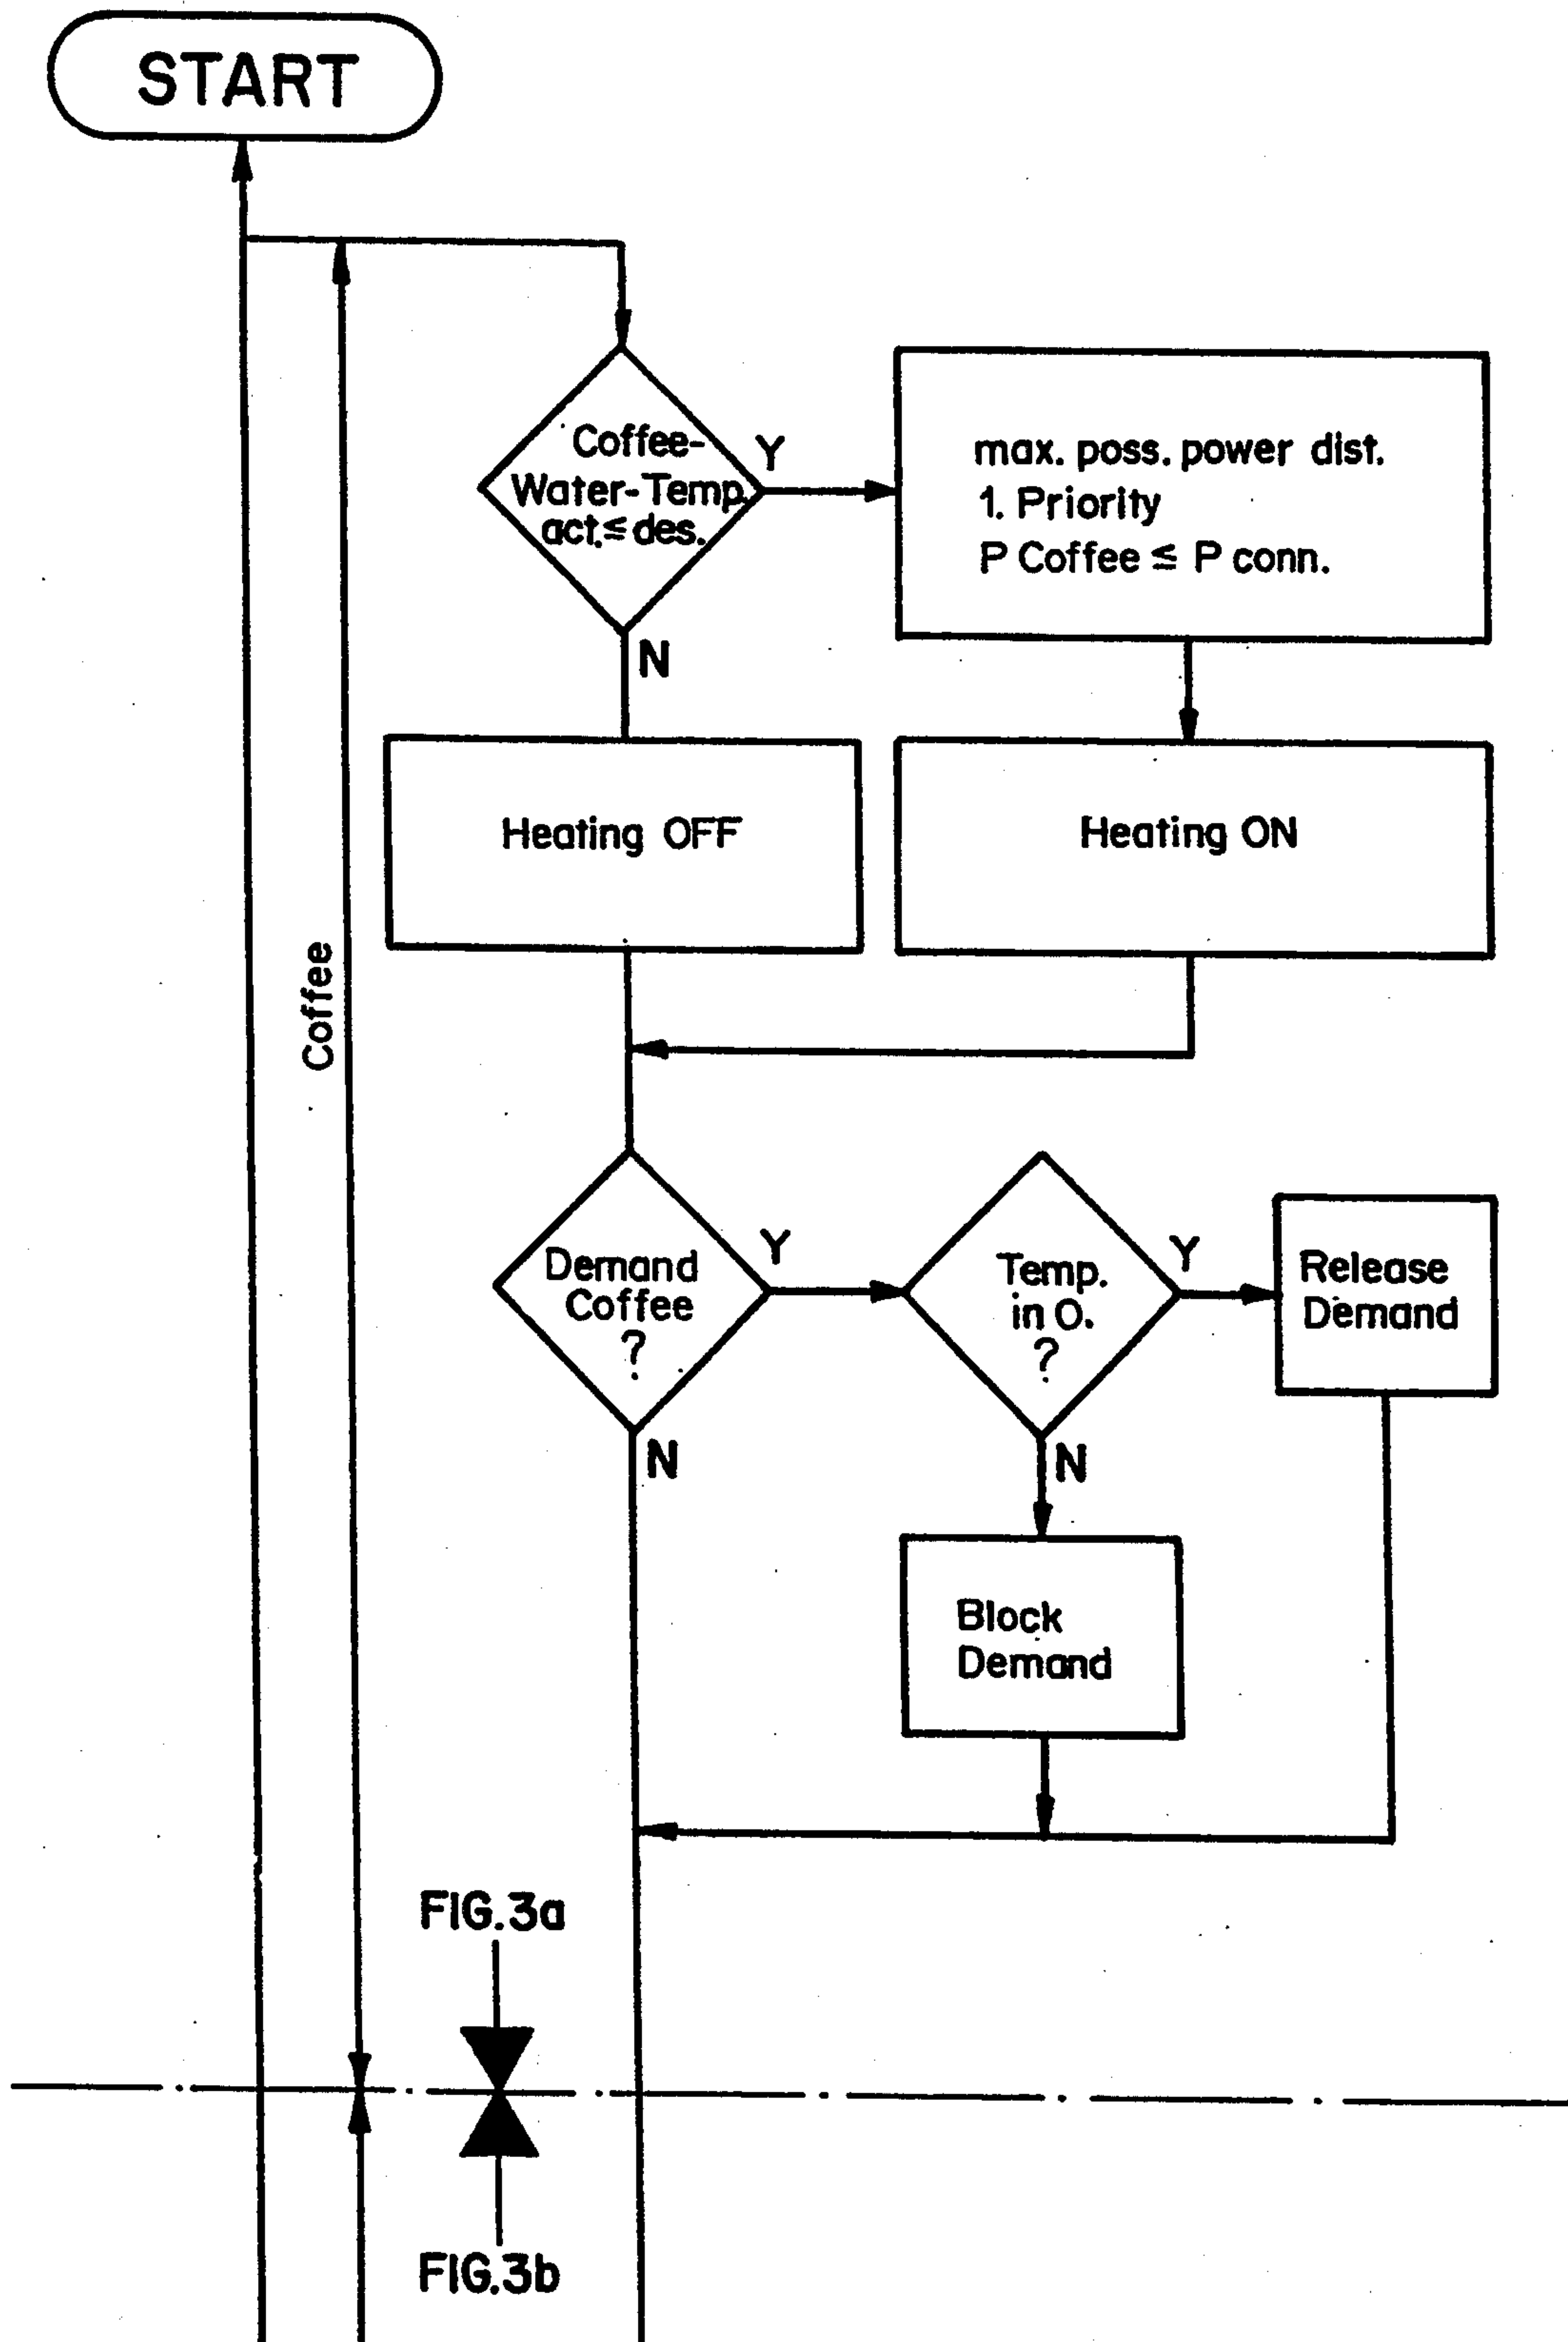 START
Coffee-
Water-Temp.
act.≤des.
Y
max. poss. power dist.
1. Priority
P Coffee ≤ P conn.
N
Heating OFF
Heating ON
Coffee
Demand
Coffee
?
Y
Temp.
in O.
?
Y
Release
Demand
N
N
Block
Demand
FIG.3a
FIG.3b